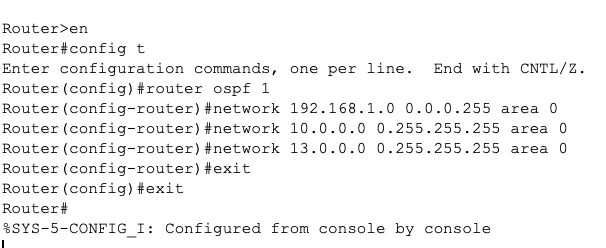 Router>en
Router#config t
Enter configuration commands, one per line.  End with CNTL/Z.
Router(config)#router ospf 1
Router(config-router)#network 192.168.1.0 0.0.0.255 area 0
Router(config-router)#network 10.0.0.0 0.255.255.255 area 0
Router(config-router)#network 13.0.0.0 0.255.255.255 area 0
Router(config-router)#exit
Router(config)#exit
Router#
%SYS-5-CONFIG_I: Configured from console by console